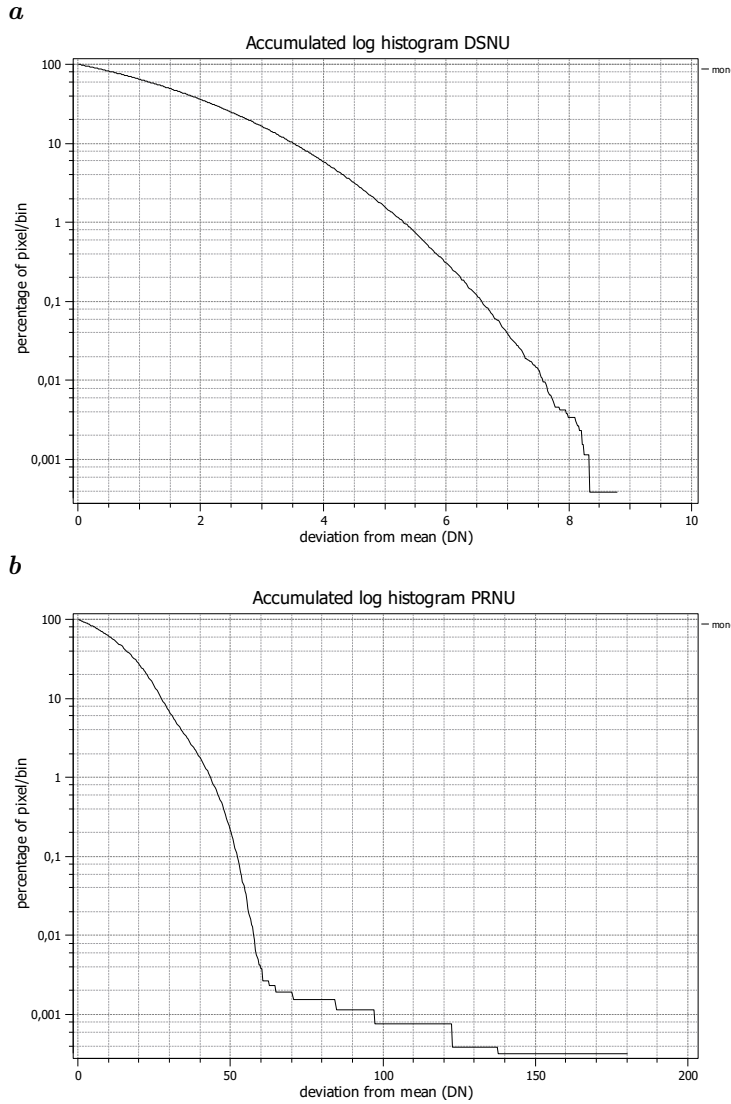 a
Accumulated log histogram DSNU
mon
percentage of pixel/bin
100
10
1
0,1
0,01
0,001
0 2 4 6 8 10
deviation from mean (DN)
b
Accumulated log histogram PRNU
mon
percentage of pixel/bin
100
10
1
0,1
0,01
0,001
0 50 100 150 200
deviation from mean (DN)